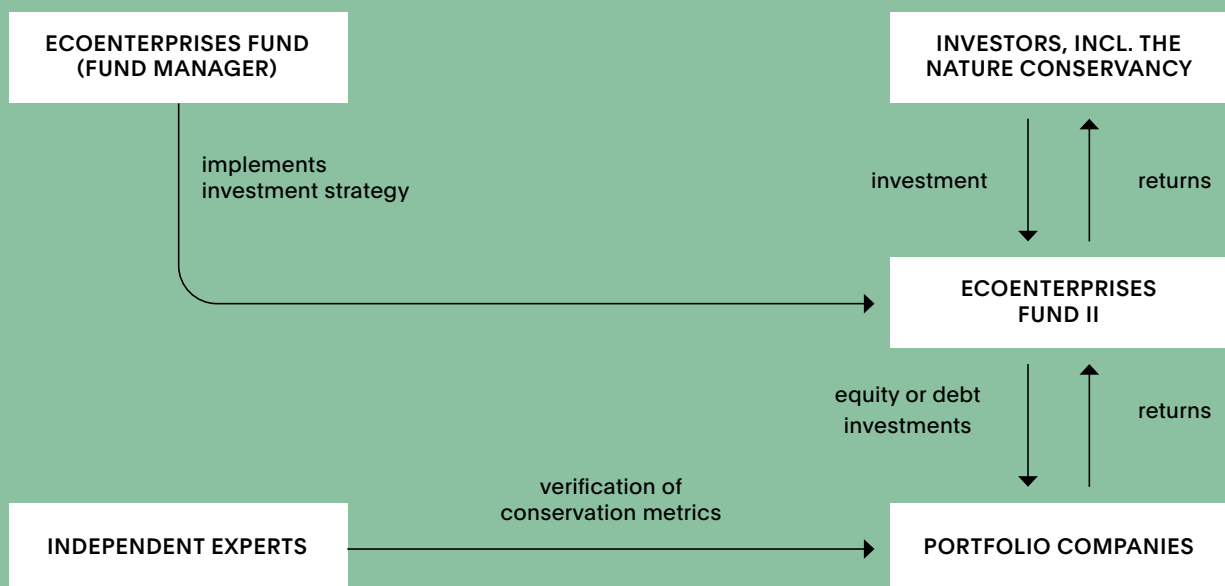 ECOENTERPRISES FUND
(FUND MANAGER)
INVESTORS, INCL. THE
NATURE CONSERVANCY
implements
investment strategy
investment
returns
ECOENTERPRISES
FUND II
equity or debt
investments
returns
verification of
conservation metrics
INDEPENDENT EXPERTS
PORTFOLIO COMPANIES